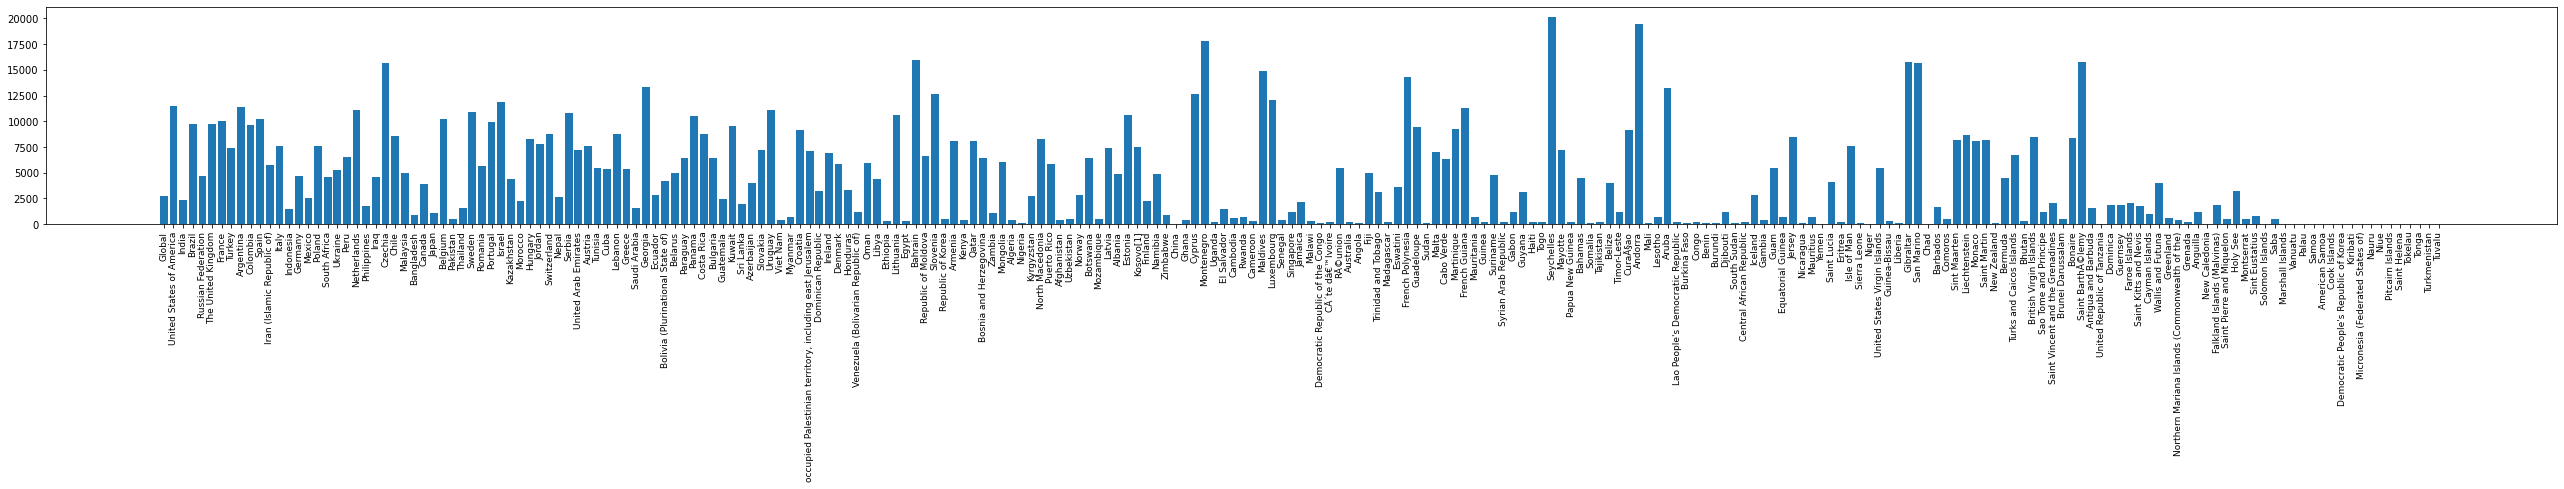 20000
17500
15000
12500
10000
7500
5000
2500
0
Global
United States of America
India
Brazil
Russian Federation
The United Kingdom
France
Turkey
Argentina
Colombia
Spain
Iran (Islamic Republic of)
Italy
Indonesia
Germany
Mexico
Poland
South Africa
Ukraine
Peru
Netherlands
Philippines
Iraq
Czechia
Chile
Malaysia
Bangladesh
Canada
Japan
Belgium
Pakistan
Thailand
Sweden
Romania
Portugal
Israel
Kazakhstan
Morocco
Hungary
Jordan
Switzerland
Nepal
Serbia
United Arab Emirates
Austria
Tunisia
Cuba
Lebanon
Greece
Saudi Arabia
Georgia
Ecuador
Bolivia (Plurinational State of)
Belarus
Paraguay
Panama
Costa Rica
Bulgaria
Guatemala
Kuwait
Sri Lanka
Azerbaijan
Slovakia
Uruguay
Viet Nam
Myanmar
Croatia
occupied Palestinian territory, including east Jerusalem
Dominican Republic
Ireland
Denmark
Honduras
Venezuela (Bolivarian Republic of)
Oman
Libya
Ethiopia
Lithuania
Egypt
Bahrain
Republic of Moldova
Slovenia
Republic of Korea
Armenia
Kenya
Qatar
Bosnia and Herzegovina
Zambia
Mongolia
Algeria
Nigeria
Kyrgyzstan
North Macedonia
Puerto Rico
Afghanistan
Uzbekistan
Norway
Botswana
Mozambique
Latvia
Albania
Estonia
Kosovo[1]
Finland
Namibia
Zimbabwe
China
Ghana
Cyprus
Montenegro
Uganda
El Salvador
Cambodia
Rwanda
Cameroon
Maldives
Luxembourg
Senegal
Singapore
Jamaica
Malawi
Democratic Republic of the Congo
CÃ´te dâ€™Ivoire
RÃ©union
Australia
Angola
Fiji
Trinidad and Tobago
Madagascar
Eswatini
French Polynesia
Guadeloupe
Sudan
Malta
Cabo Verde
Martinique
French Guiana
Mauritania
Guinea
Suriname
Syrian Arab Republic
Gabon
Guyana
Haiti
Togo
Seychelles
Mayotte
Papua New Guinea
Bahamas
Somalia
Tajikistan
Belize
Timor-Leste
CuraÃ§ao
Andorra
Mali
Lesotho
Aruba
Lao People's Democratic Republic
Burkina Faso
Congo
Benin
Burundi
Djibouti
South Sudan
Central African Republic
Iceland
Gambia
Guam
Equatorial Guinea
Jersey
Nicaragua
Mauritius
Yemen
Saint Lucia
Eritrea
Isle of Man
Sierra Leone
Niger
United States Virgin Islands
Guinea-Bissau
Liberia
Gibraltar
San Marino
Chad
Barbados
Comoros
Sint Maarten
Liechtenstein
Monaco
Saint Martin
New Zealand
Bermuda
Turks and Caicos Islands
Bhutan
British Virgin Islands
Sao Tome and Principe
Saint Vincent and the Grenadines
Brunei Darussalam
Bonaire
Saint BarthÃ©lemy
Antigua and Barbuda
United Republic of Tanzania
Dominica
Guernsey
Faroe Islands
Saint Kitts and Nevis
Cayman Islands
Wallis and Futuna
Greenland
Northern Mariana Islands (Commonwealth of the)
Grenada
Anguilla
New Caledonia
Falkland Islands (Malvinas)
Saint Pierre and Miquelon
Holy See
Montserrat
Sint Eustatius
Solomon Islands
Saba
Marshall Islands
Vanuatu
Palau
Samoa
American Samoa
Cook Islands
Democratic People's Republic of Korea
Kiribati
Micronesia (Federated States of)
Nauru
Niue
Pitcairn Islands
Saint Helena
Tokelau
Tonga
Turkmenistan
Tuvalu